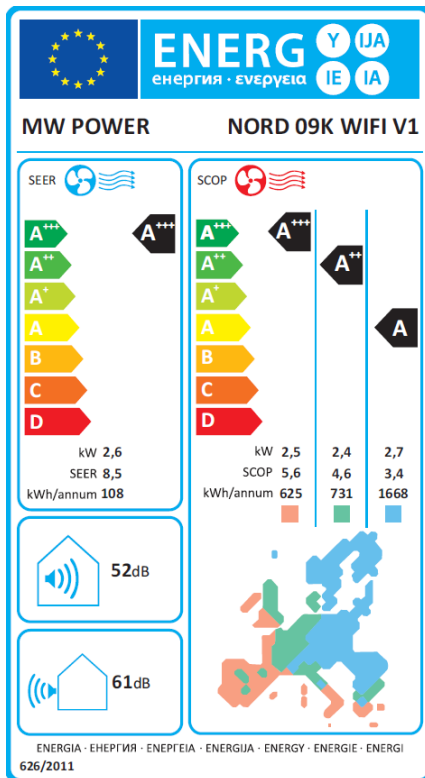 ENERG
Y IJA
IE IA
енергия · ενεργεια
MW POWER NORD 09K WIFI V1
SEER
A+++
A++
A+
A
B
C
D
A+++
kW 2,6
SEER 8,5
kWh/annum 108
SCOP
A+++
A++
A+
A
B
C
D
A+++
A++
A
kW 2,5 2,4 2,7
SCOP 5,6 4,6 3,4
kWh/annum 625 731 1668
52dB
61dB
ENERGIA · ЕНЕРГИЯ · ΕΝΕΡΓΕΙΑ · ENERGIJA · ENERGY · ENERGIE · ENERGI
626/2011